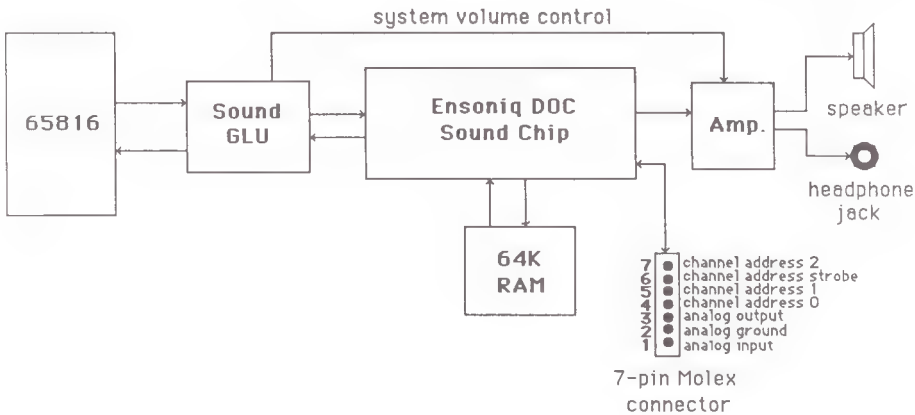 system volume control
65816
Sound
GLU
Ensoniq DOC
Sound Chip
Amp.
speaker
headphone
jack
64K
RAM
7 channel address 2
6 channel address strobe
5 channel address 1
4 channel address 0
3 analog output
2 analog ground
1 analog input
7-pin Molex
connector